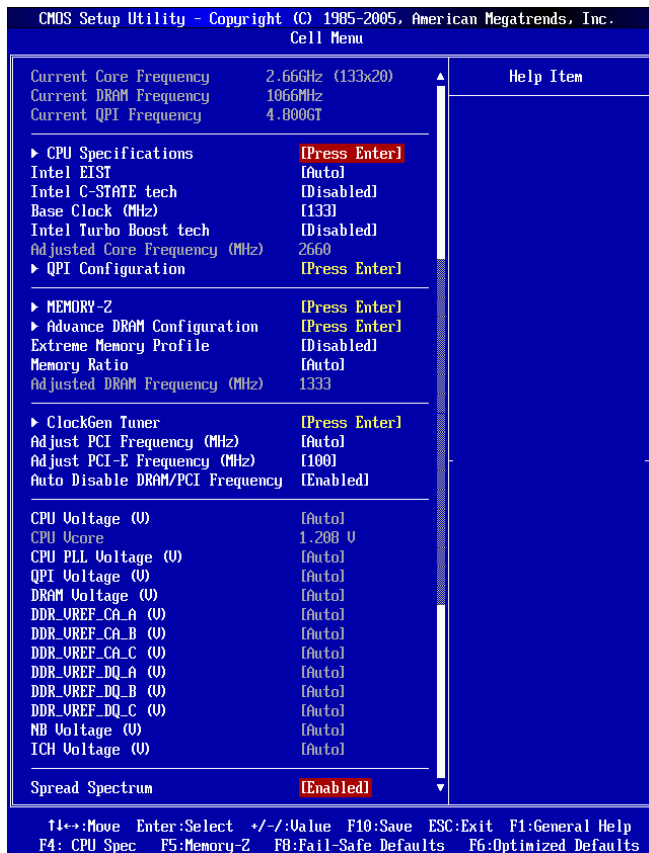 CMOS Setup Utility - Copyright (C) 1985-2005, American Megatrends, Inc.
Cell Menu
Current Core Frequency 2.66GHz (133x20)
Current DRAM Frequency 1066MHz
Current QPI Frequency 4.800GT
▶ CPU Specifications [Press Enter]
Intel EIST [Auto]
Intel C-STATE tech [Disabled]
Base Clock (MHz) [133]
Intel Turbo Boost tech [Disabled]
Adjusted Core Frequency (MHz) 2660
▶ QPI Configuration [Press Enter]
▶ MEMORY-Z [Press Enter]
▶ Advance DRAM Configuration [Press Enter]
Extreme Memory Profile [Disabled]
Memory Ratio [Auto]
Adjusted DRAM Frequency (MHz) 1333
▶ ClockGen Tuner [Press Enter]
Adjust PCI Frequency (MHz) [Auto]
Adjust PCI-E Frequency (MHz) [100]
Auto Disable DRAM/PCI Frequency [Enabled]
CPU Voltage (V) [Auto]
CPU Vcore 1.208 V
CPU PLL Voltage (V) [Auto]
QPI Voltage (V) [Auto]
DRAM Voltage (V) [Auto]
DDR_VREF_CA_A (V) [Auto]
DDR_VREF_CA_B (V) [Auto]
DDR_VREF_CA_C (V) [Auto]
DDR_VREF_DQ_A (V) [Auto]
DDR_VREF_DQ_B (V) [Auto]
DDR_VREF_DQ_C (V) [Auto]
NB Voltage (V) [Auto]
ICH Voltage (V) [Auto]
Spread Spectrum [Enabled]
Help Item
↑↓←→:Move Enter:Select +/-/:Value F10:Save ESC:Exit F1:General Help
F4: CPU Spec F5:Memory-Z F8:Fail-Safe Defaults F6:Optimized Defaults